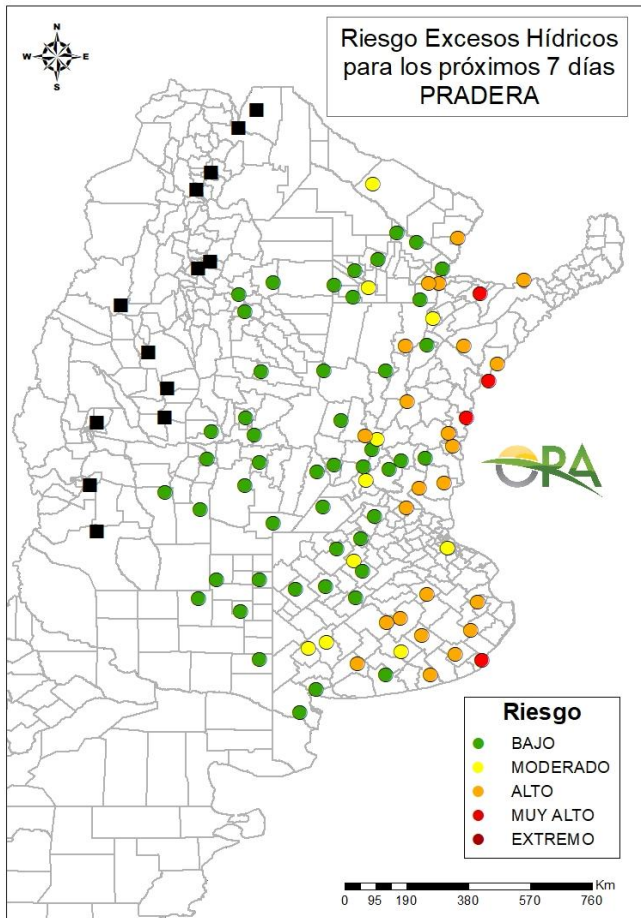 Riesgo Excesos Hídricos
para los próximos 7 días
PRADERA
N
W E
S
ORA
Riesgo
BAJO
MODERADO
ALTO
MUY ALTO
EXTREMO
Km
0 95 190 380 570 760